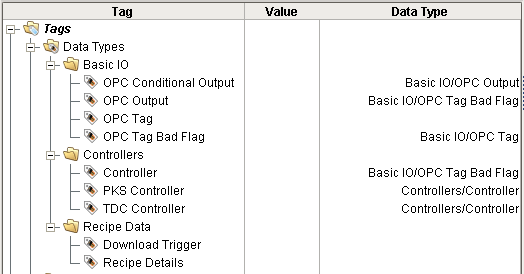 Tag Value Data Type
Tags
Data Types
Basic IO
OPC Conditional Output Basic IO/OPC Output
OPC Output Basic IO/OPC Tag Bad Flag
OPC Tag
OPC Tag Bad Flag Basic IO/OPC Tag
Controllers
Controller Basic IO/OPC Tag Bad Flag
PKS Controller Controllers/Controller
TDC Controller Controllers/Controller
Recipe Data
Download Trigger
Recipe Details